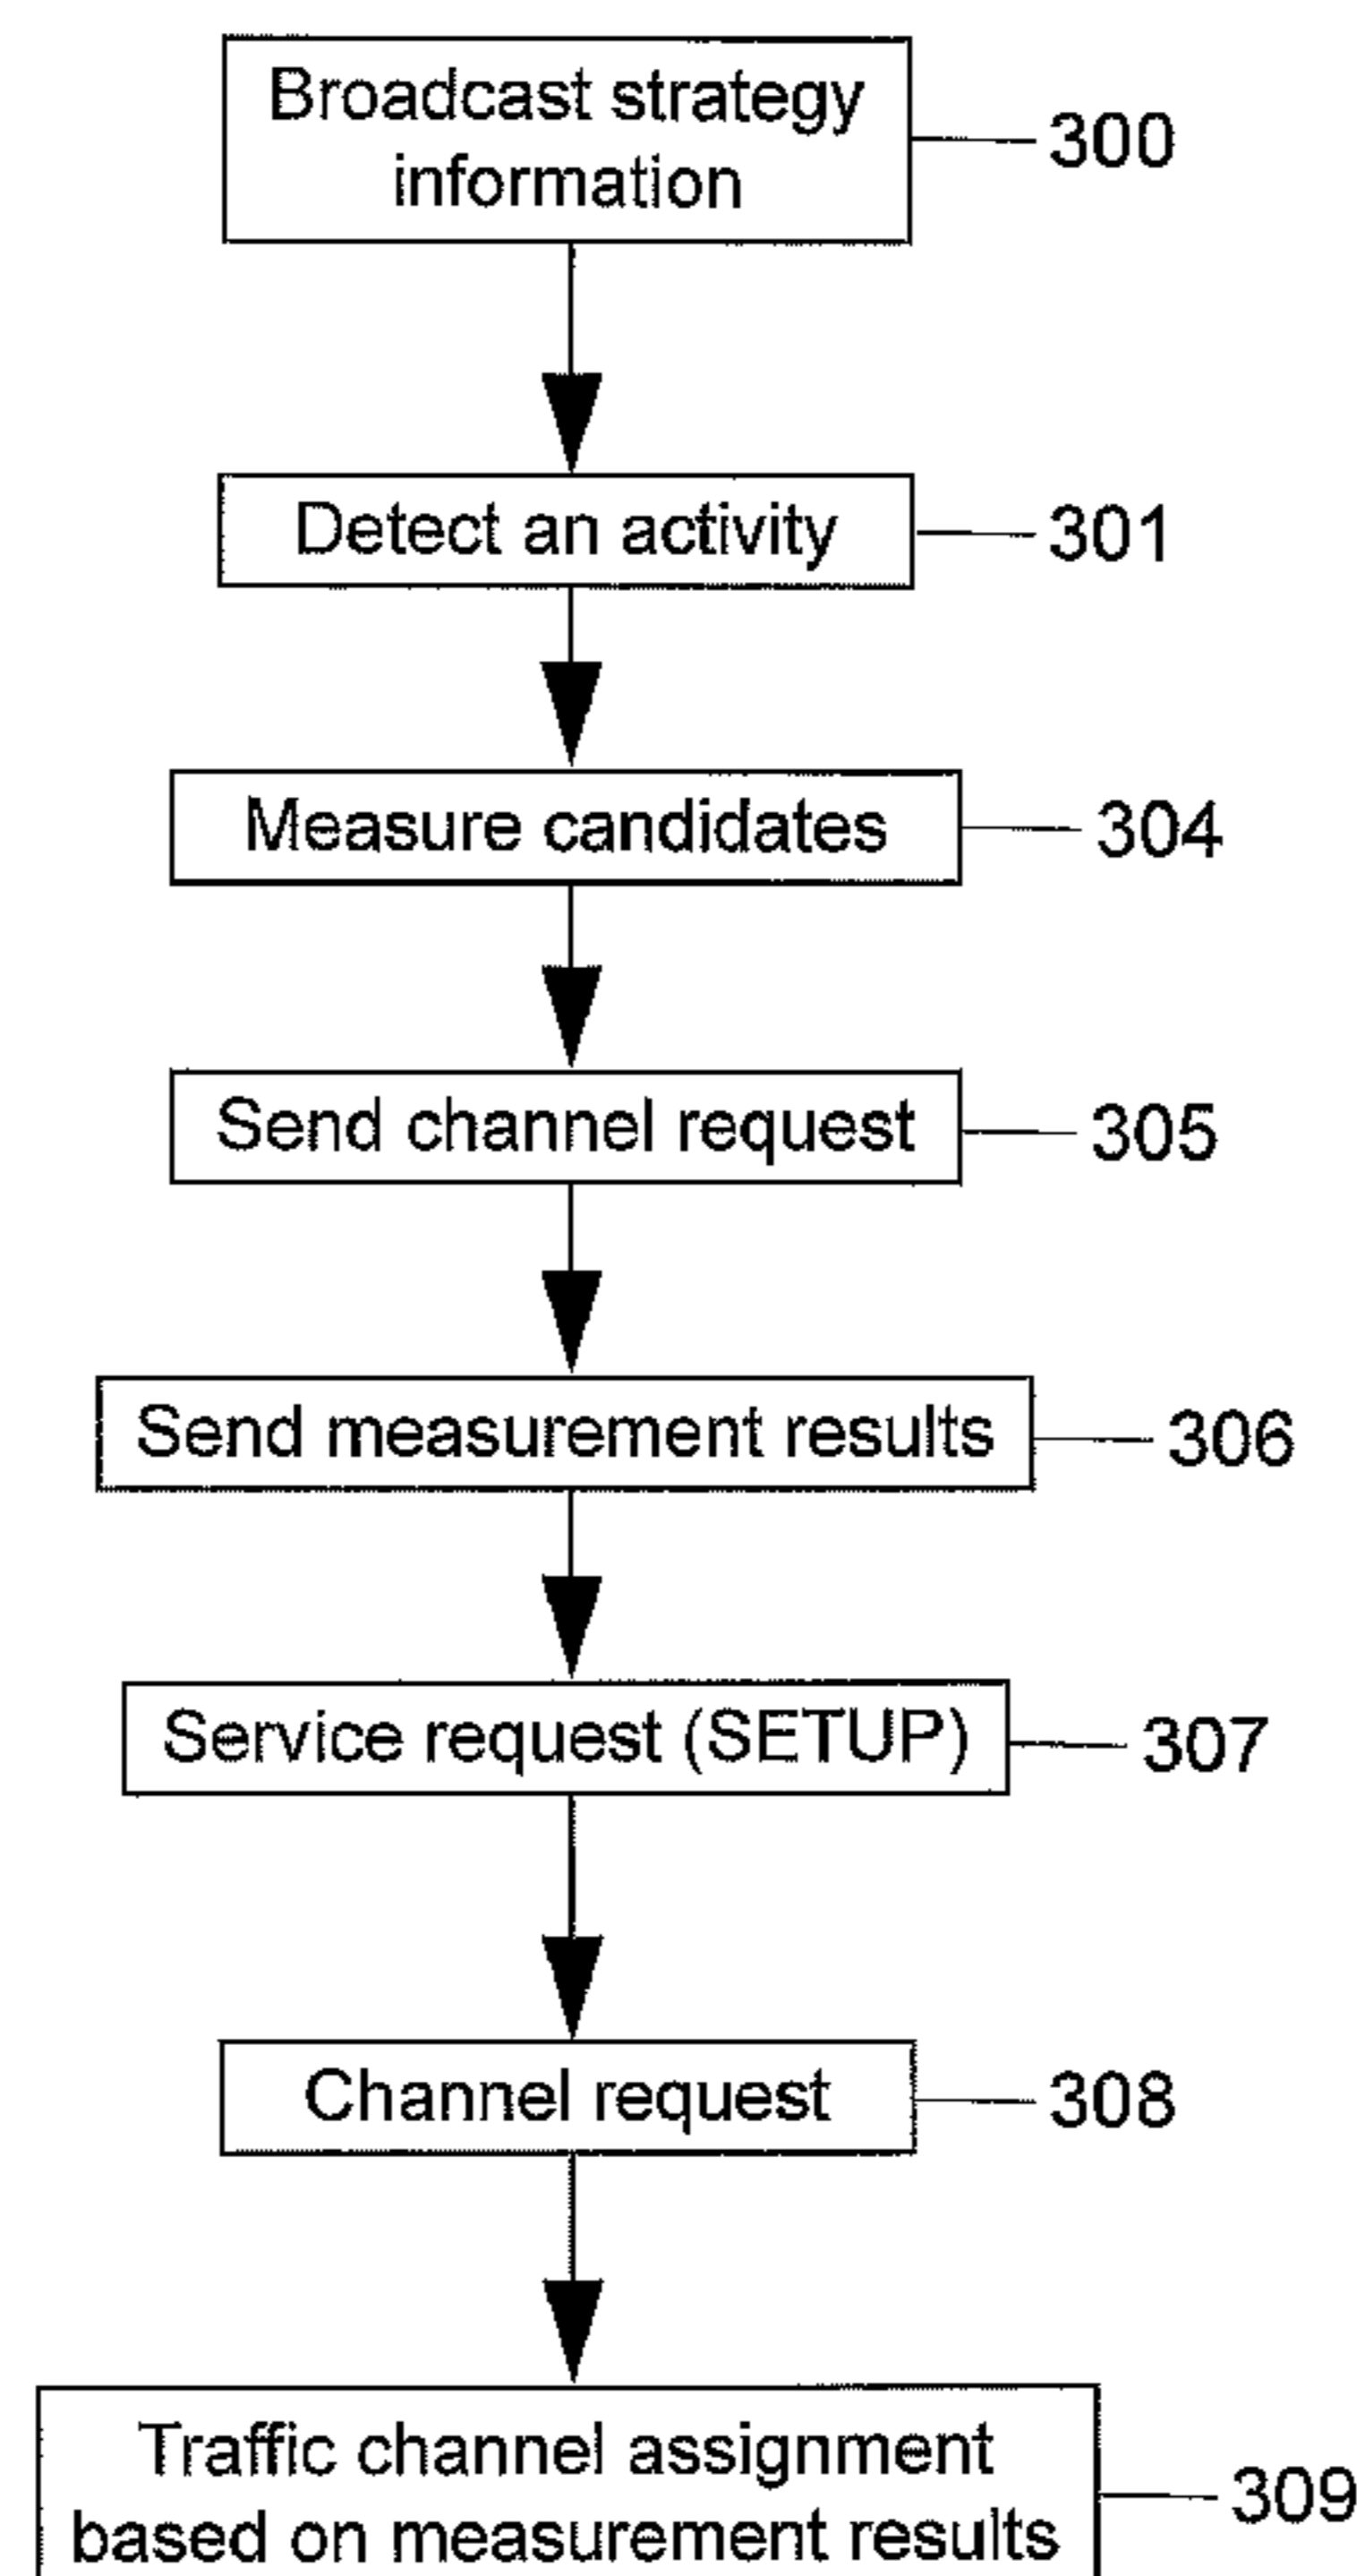 Broadcast strategy
information
300
Detect an activity
301
Measure candidates
304
Send channel request
305
Send measurement results
306
Service request (SETUP)
307
Channel request
308
Traffic channel assignment
based on measurement results
309